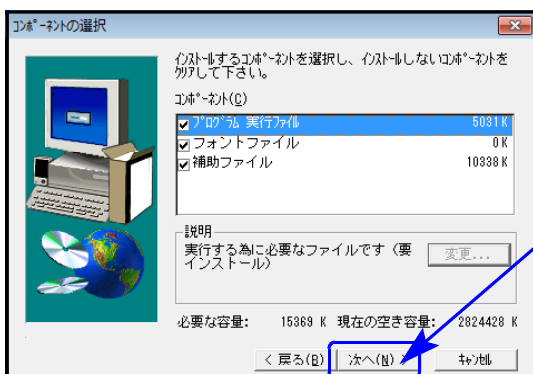 コンポーネントの選択
インストールするコンポーネントを選択し、インストールしないコンポーネントを
クリアして下さい。
コンポーネント(C)
プログラム 実行ファイル 5031 K
フォントファイル 0 K
補助ファイル 10338 K
説明
実行する為に必要なファイルです（要
インストール）
変更...
必要な容量: 15369 K 現在の空き容量: 2824428 K
< 戻る(B) 次へ(N) > キャンセル